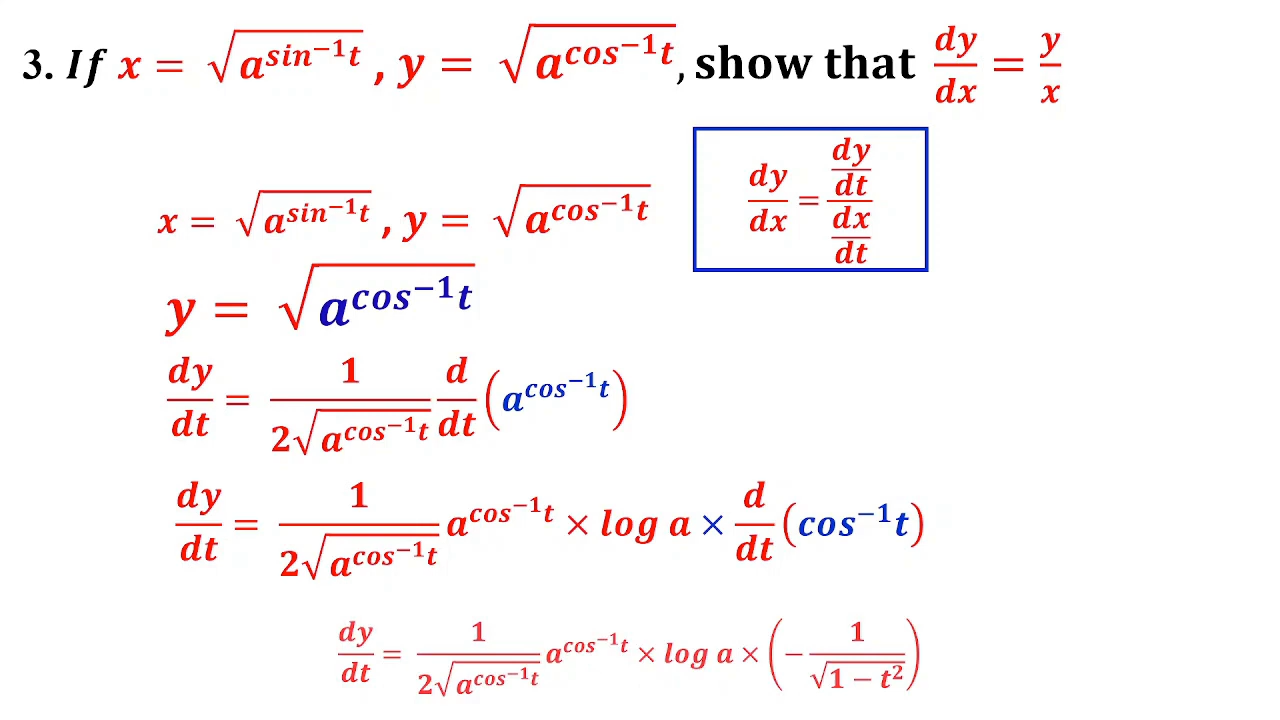 3. If x = √(a^(sin⁻¹t)) , y = √(a^(cos⁻¹t)), show that dy/dx = y/x
x = √(a^(sin⁻¹t)) , y = √(a^(cos⁻¹t))
dy/dx = (dy/dt)/(dx/dt)
y = √(a^(cos⁻¹t))
dy/dt = 1/(2√(a^(cos⁻¹t))) d/dt (a^(cos⁻¹t))
dy/dt = 1/(2√(a^(cos⁻¹t))) a^(cos⁻¹t) × log a × d/dt (cos⁻¹t)
dy/dt = 1/(2√(a^(cos⁻¹t))) a^(cos⁻¹t) × log a × (− 1/√(1 − t²))